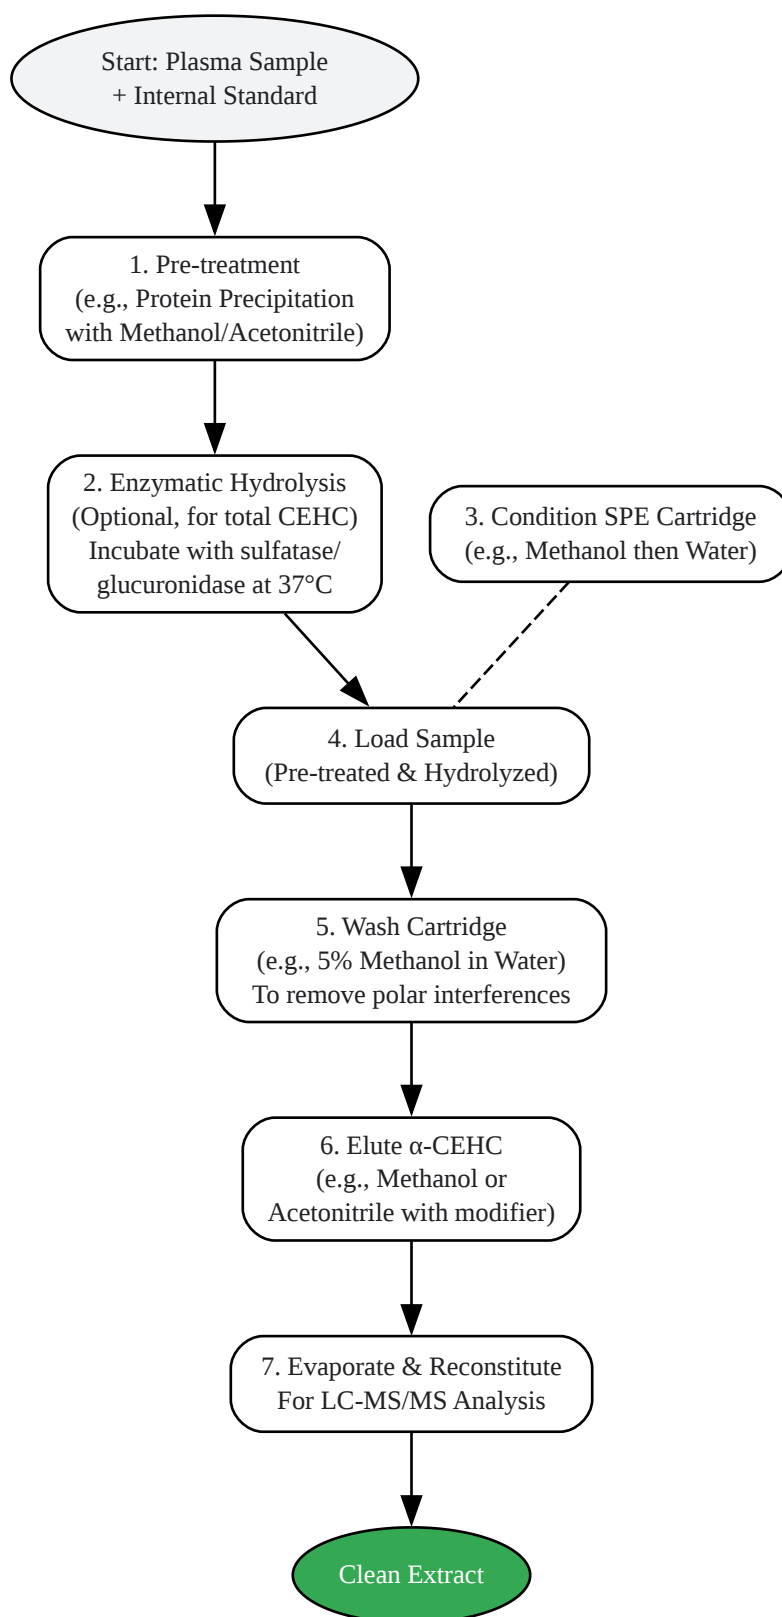 Start: Plasma Sample
+ Internal Standard
1. Pre-treatment
(e.g., Protein Precipitation
with Methanol/Acetonitrile)
2. Enzymatic Hydrolysis
(Optional, for total CEHC)
Incubate with sulfatase/
glucuronidase at 37°C
3. Condition SPE Cartridge
(e.g., Methanol then Water)
4. Load Sample
(Pre-treated & Hydrolyzed)
5. Wash Cartridge
(e.g., 5% Methanol in Water)
To remove polar interferences
6. Elute α-CEHC
(e.g., Methanol or
Acetonitrile with modifier)
7. Evaporate & Reconstitute
For LC-MS/MS Analysis
Clean Extract